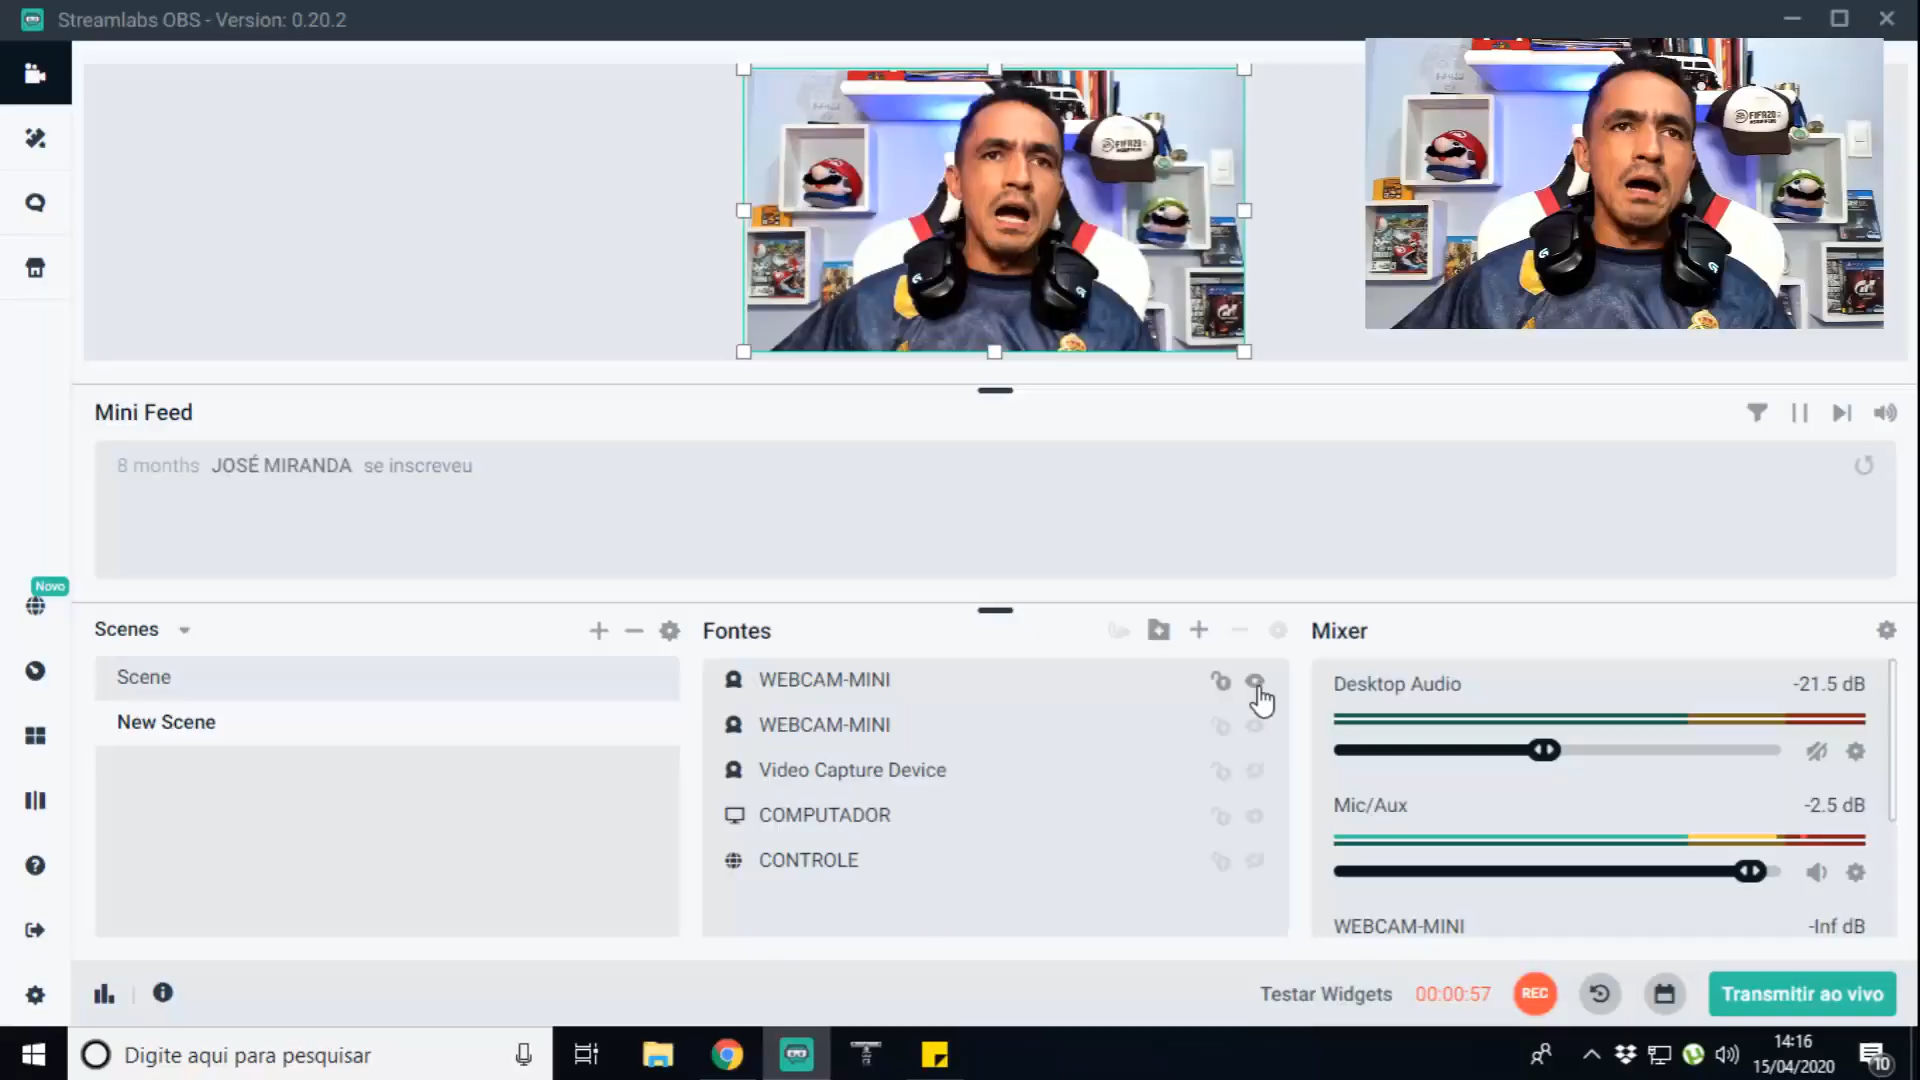 Streamlabs OBS - Version: 0.20.2
FIFA20
FIFA20
Mini Feed
8 months JOSÉ MIRANDA se inscreveu
Novo
Scenes
Scene
New Scene
Fontes
WEBCAM-MINI
WEBCAM-MINI
Video Capture Device
COMPUTADOR
CONTROLE
Mixer
Desktop Audio -21.5 dB
Mic/Aux -2.5 dB
WEBCAM-MINI -Inf dB
Testar Widgets 00:00:57 REC Transmitir ao vivo
Digite aqui para pesquisar
14:16
15/04/2020
10